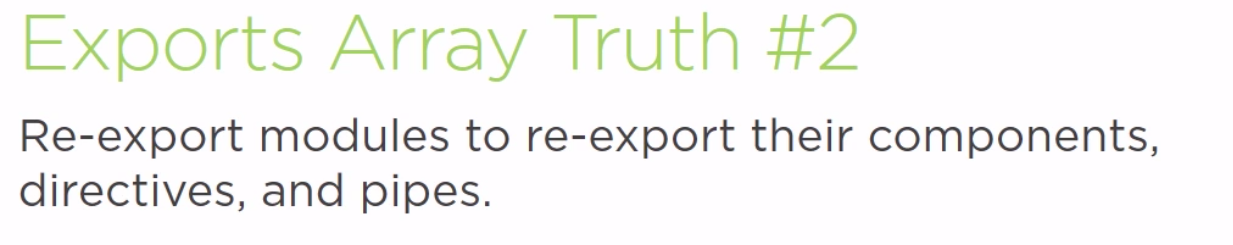 Exports Array Truth #2
Re-export modules to re-export their components,
directives, and pipes.